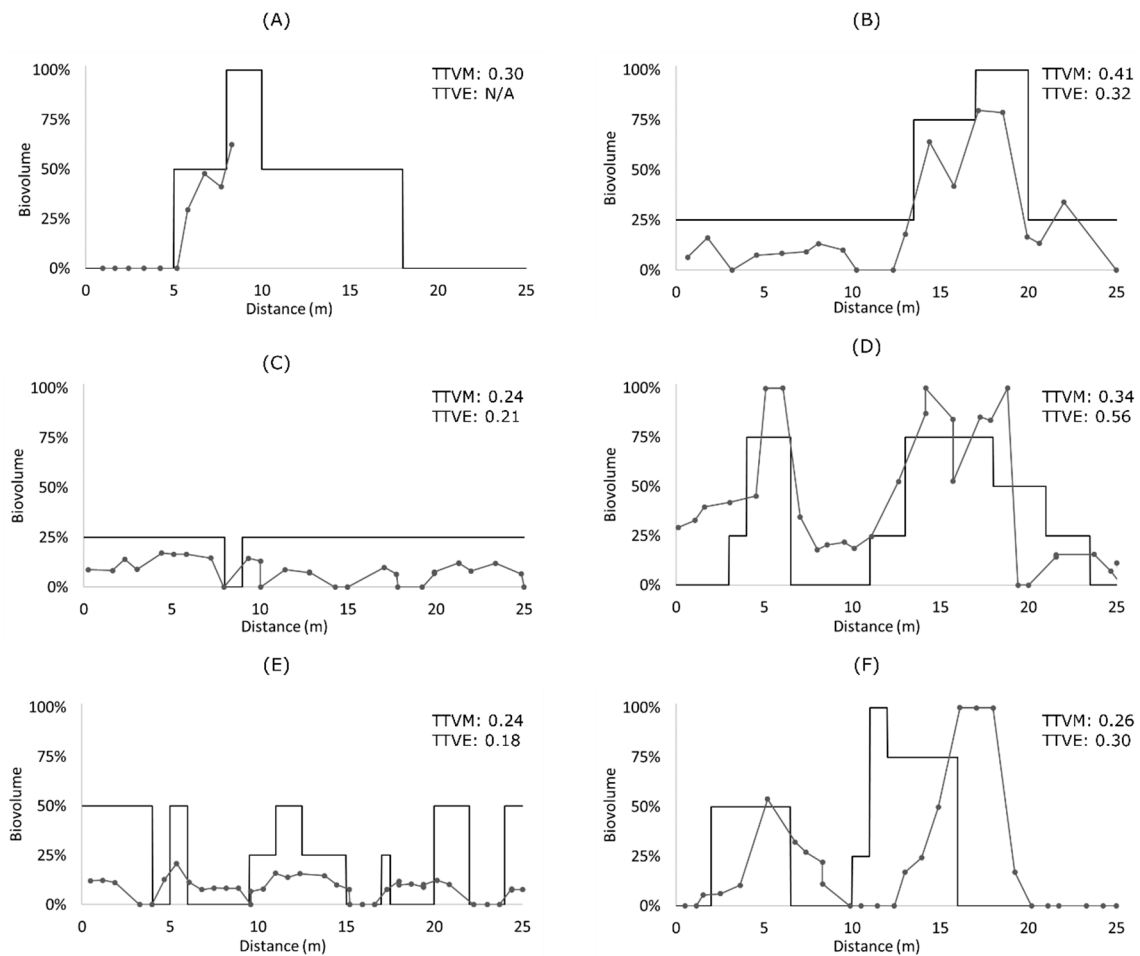 (A)
TTVM: 0.30
TTVE: N/A
100%
75%
50%
25%
0%
Biovolume
0 5 10 15 20 25
Distance (m)
(B)
TTVM: 0.41
TTVE: 0.32
100%
75%
50%
25%
0%
Biovolume
0 5 10 15 20 25
Distance (m)
(C)
TTVM: 0.24
TTVE: 0.21
100%
75%
50%
25%
0%
Biovolume
0 5 10 15 20 25
Distance (m)
(D)
TTVM: 0.34
TTVE: 0.56
100%
75%
50%
25%
0%
Biovolume
0 5 10 15 20 25
Distance (m)
(E)
TTVM: 0.24
TTVE: 0.18
100%
75%
50%
25%
0%
Biovolume
0 5 10 15 20 25
Distance (m)
(F)
TTVM: 0.26
TTVE: 0.30
100%
75%
50%
25%
0%
Biovolume
0 5 10 15 20 25
Distance (m)